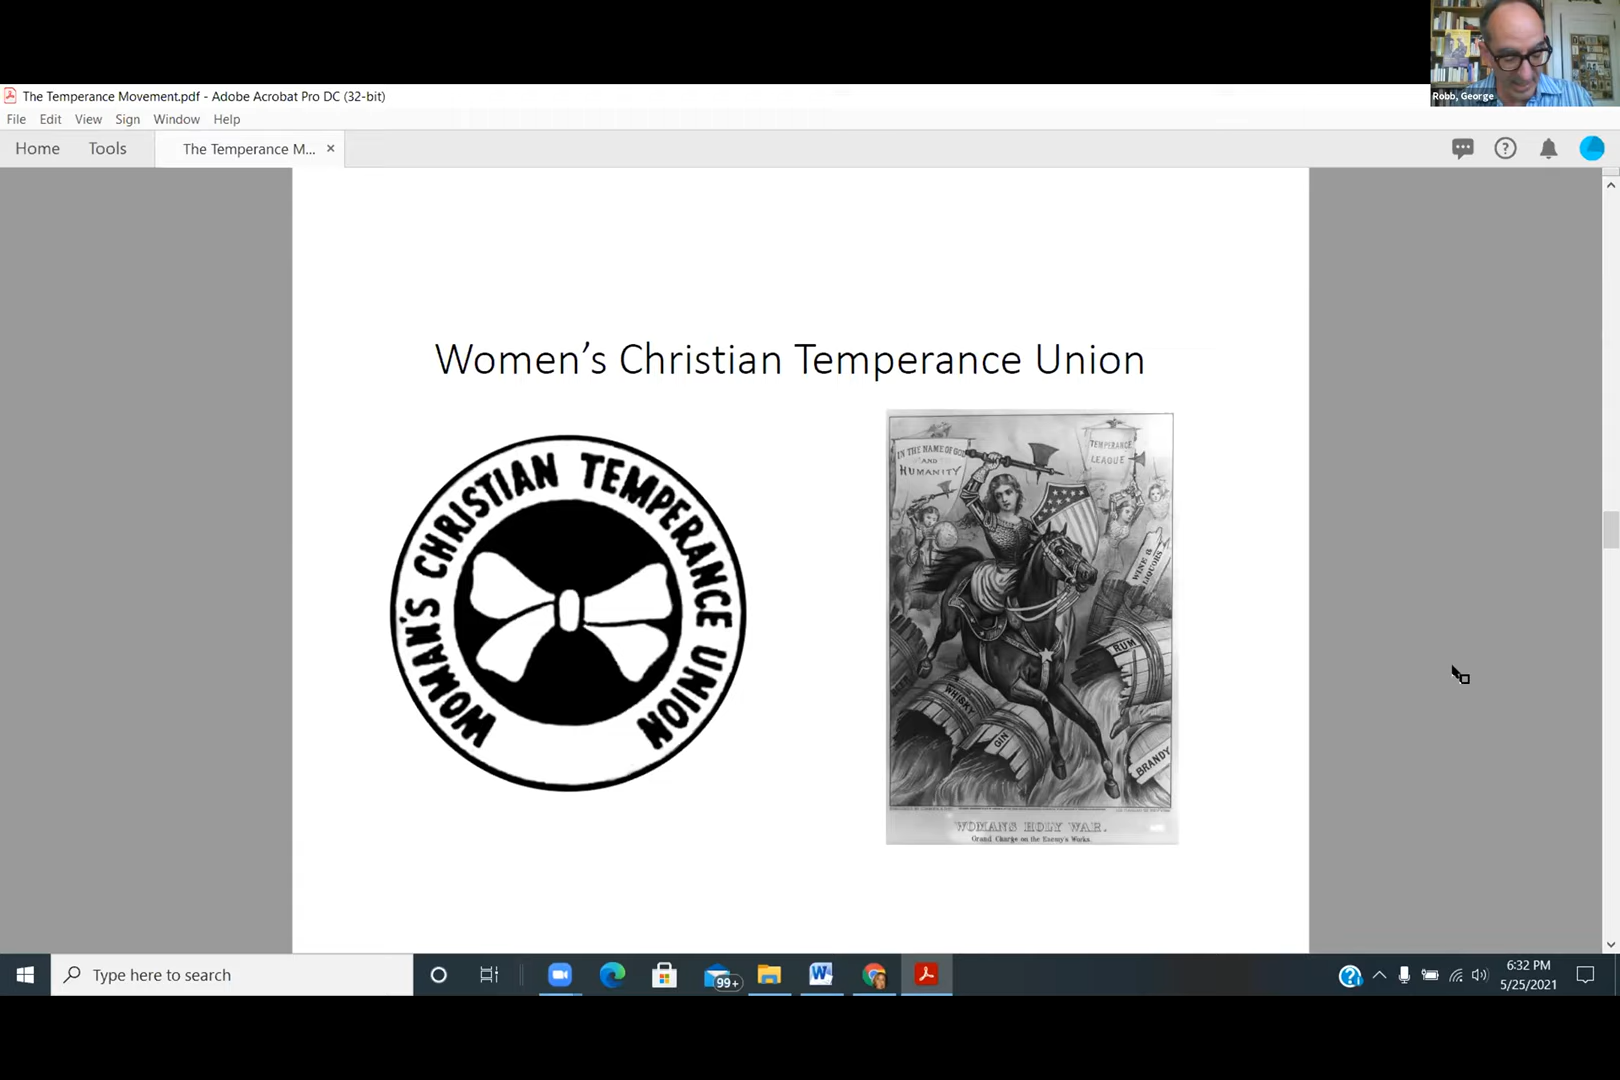 Robb, George
The Temperance Movement.pdf - Adobe Acrobat Pro DC (32-bit)
File Edit View Sign Window Help
Home Tools The Temperance M... ×
Women's Christian Temperance Union
WOMAN'S CHRISTIAN TEMPERANCE UNION
IN THE NAME OF GOD
AND
HUMANITY
TEMPERANCE
LEAGUE
WINE &
LIQUORS
RUM
WHISKY
GIN
BRANDY
WOMANS HOLY WAR.
Grand Charge on the Enemy's Works.
Type here to search
99+
6:32 PM
5/25/2021